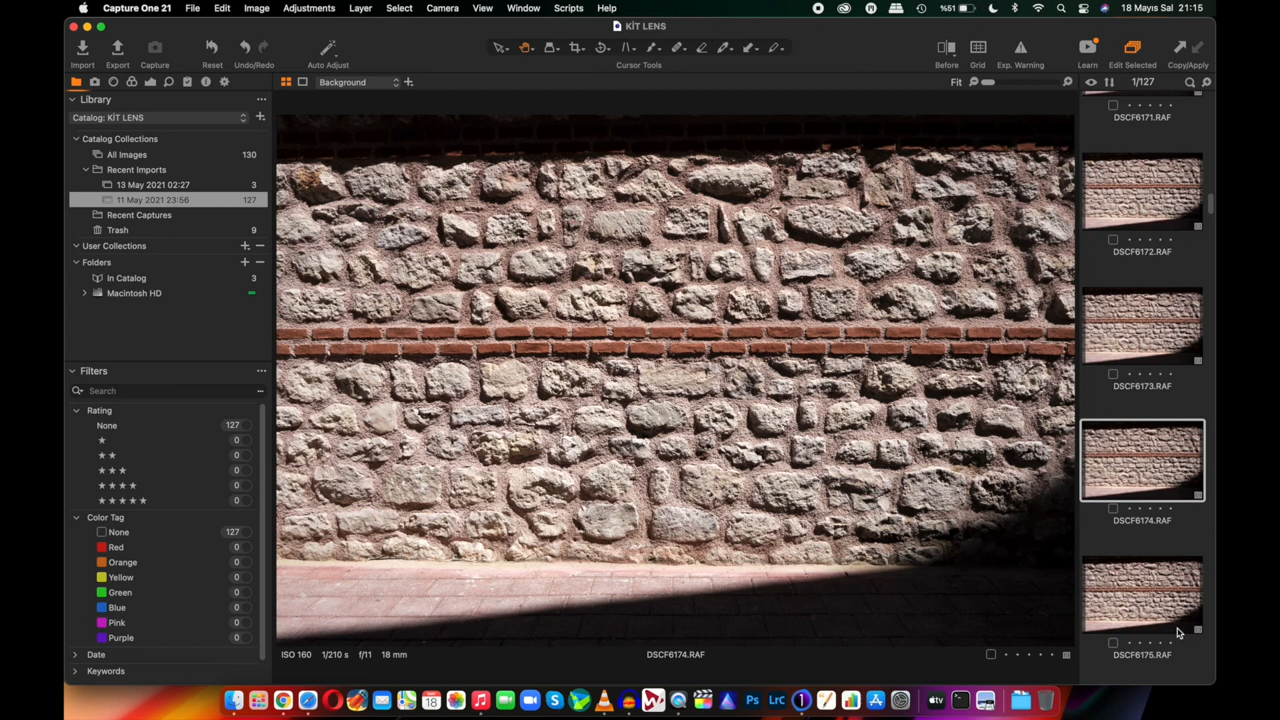 Capture One 21 File Edit Image Adjustments Layer Select Camera View Window Scripts Help %61 18 Mayıs Sal 21:15
KİT LENS
Import Export Capture Reset Undo/Redo Auto Adjust Cursor Tools Before Grid Exp. Warning Learn Edit Selected Copy/Apply
Background Fit 1/127
Library
Catalog: KİT LENS
Catalog Collections
All Images 130
Recent Imports
13 May 2021 02:27 3
11 May 2021 23:56 127
Recent Captures
Trash 9
User Collections
Folders
In Catalog 3
Macintosh HD
Filters
Search
Rating
None 127
★ 0
★★ 0
★★★ 0
★★★★ 0
★★★★★ 0
Color Tag
None 127
Red 0
Orange 0
Yellow 0
Green 0
Blue 0
Pink 0
Purple 0
Date
Keywords
ISO 160 1/210 s f/11 18 mm DSCF6174.RAF
DSCF6171.RAF
DSCF6172.RAF
DSCF6173.RAF
DSCF6174.RAF
DSCF6175.RAF
18 Ps Lrc tv